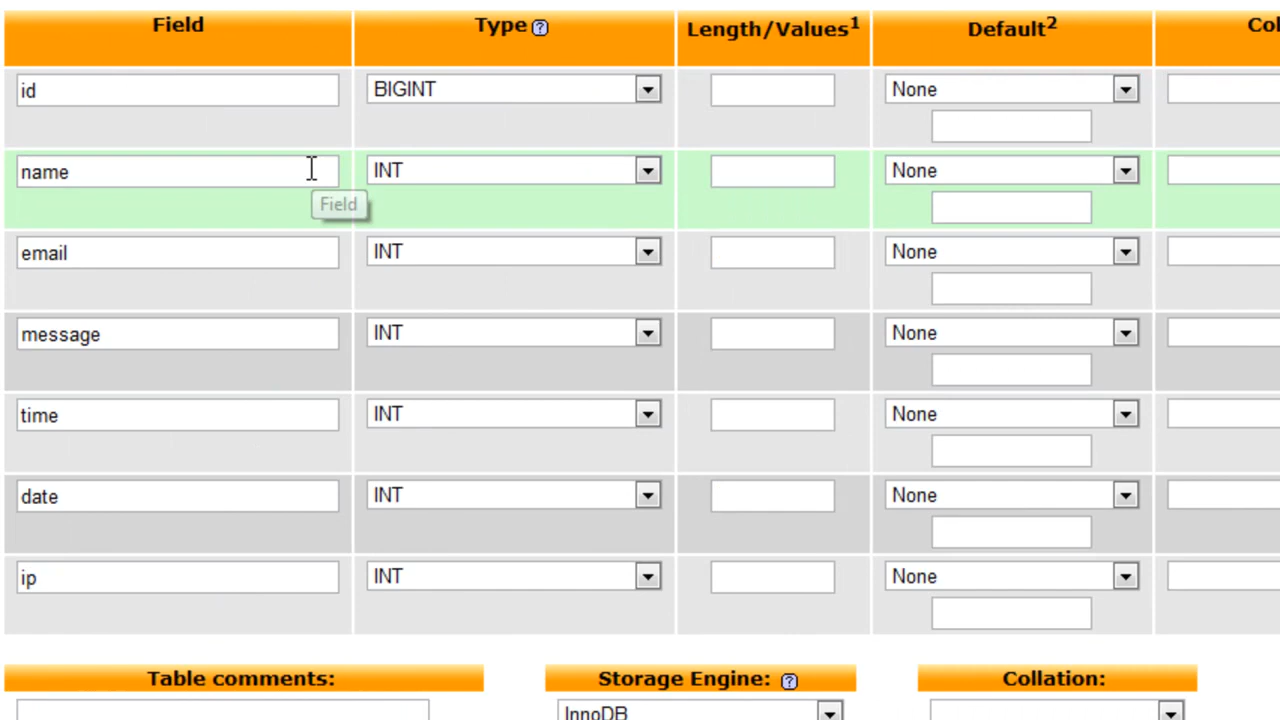 Field Type Length/Values1 Default2
id BIGINT None
name INT None
Field
email INT None
message INT None
time INT None
date INT None
ip INT None
Table comments: Storage Engine: Collation:
InnoDB